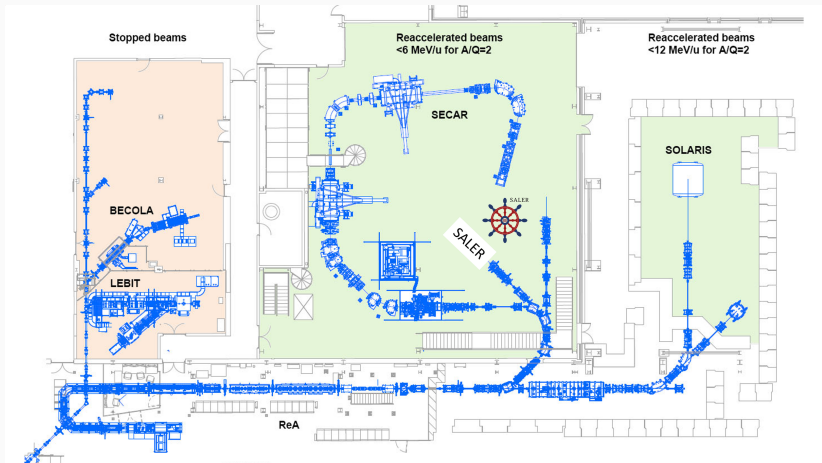 Stopped beams
Reaccelerated beams
<6 MeV/u for A/Q=2
Reaccelerated beams
<12 MeV/u for A/Q=2
SECAR
SOLARIS
SALER
BECOLA
SALER
LEBIT
ReA